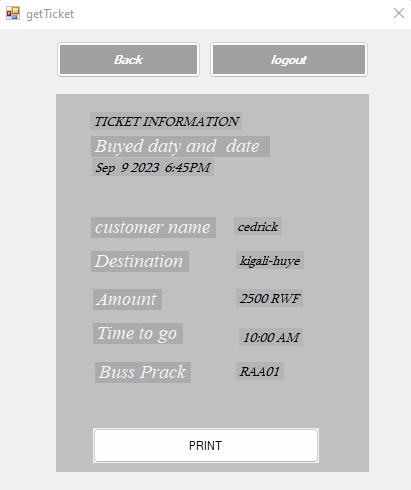 getTicket
Back
logout
TICKET INFORMATION
Buyed daty and date
Sep 9 2023 6:45PM
customer name cedrick
Destination kigali-huye
Amount 2500 RWF
Time to go 10:00 AM
Buss Prack RAA01
PRINT